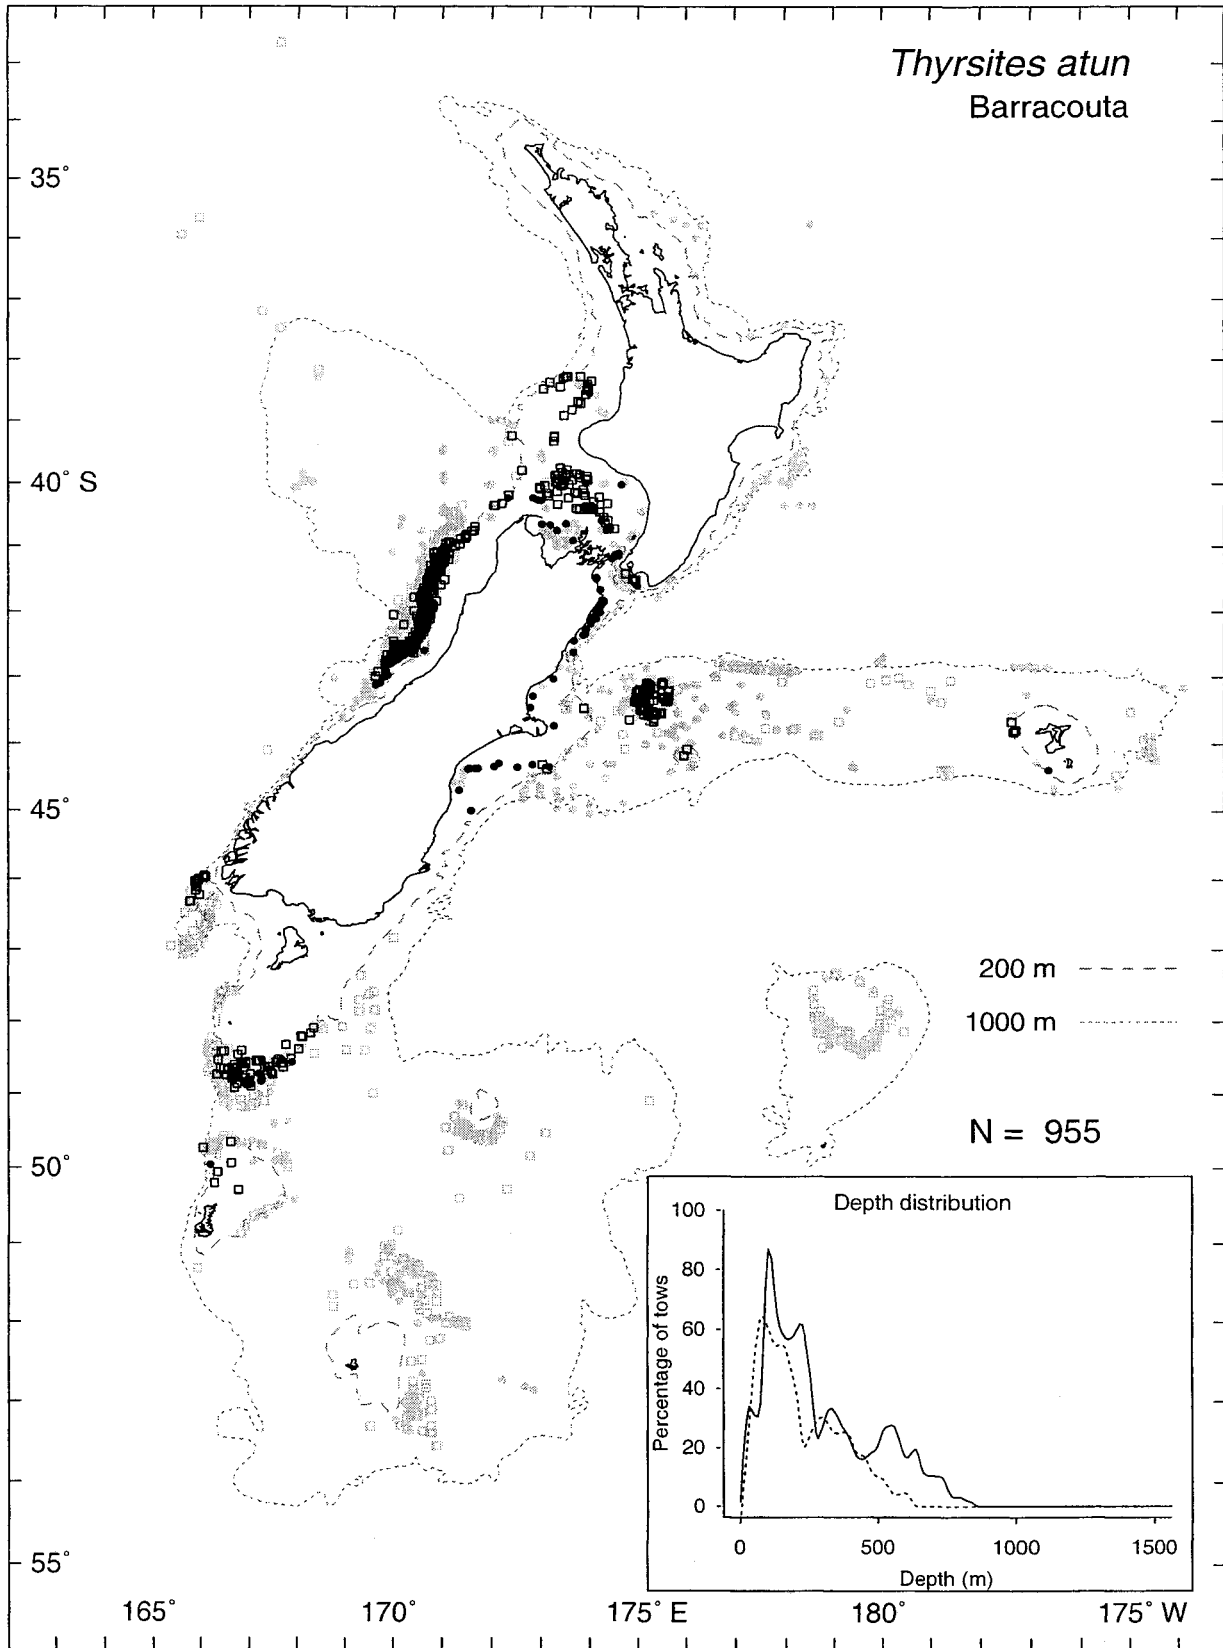 Thyrsites atun
Barracouta
35°
40° S
45°
200 m
1000 m
N = 955
50°
Depth distribution
100
80
60
40
20
0
Percentage of tows
0 500 1000 1500
Depth (m)
55°
165° 170° 175° E 180° 175° W